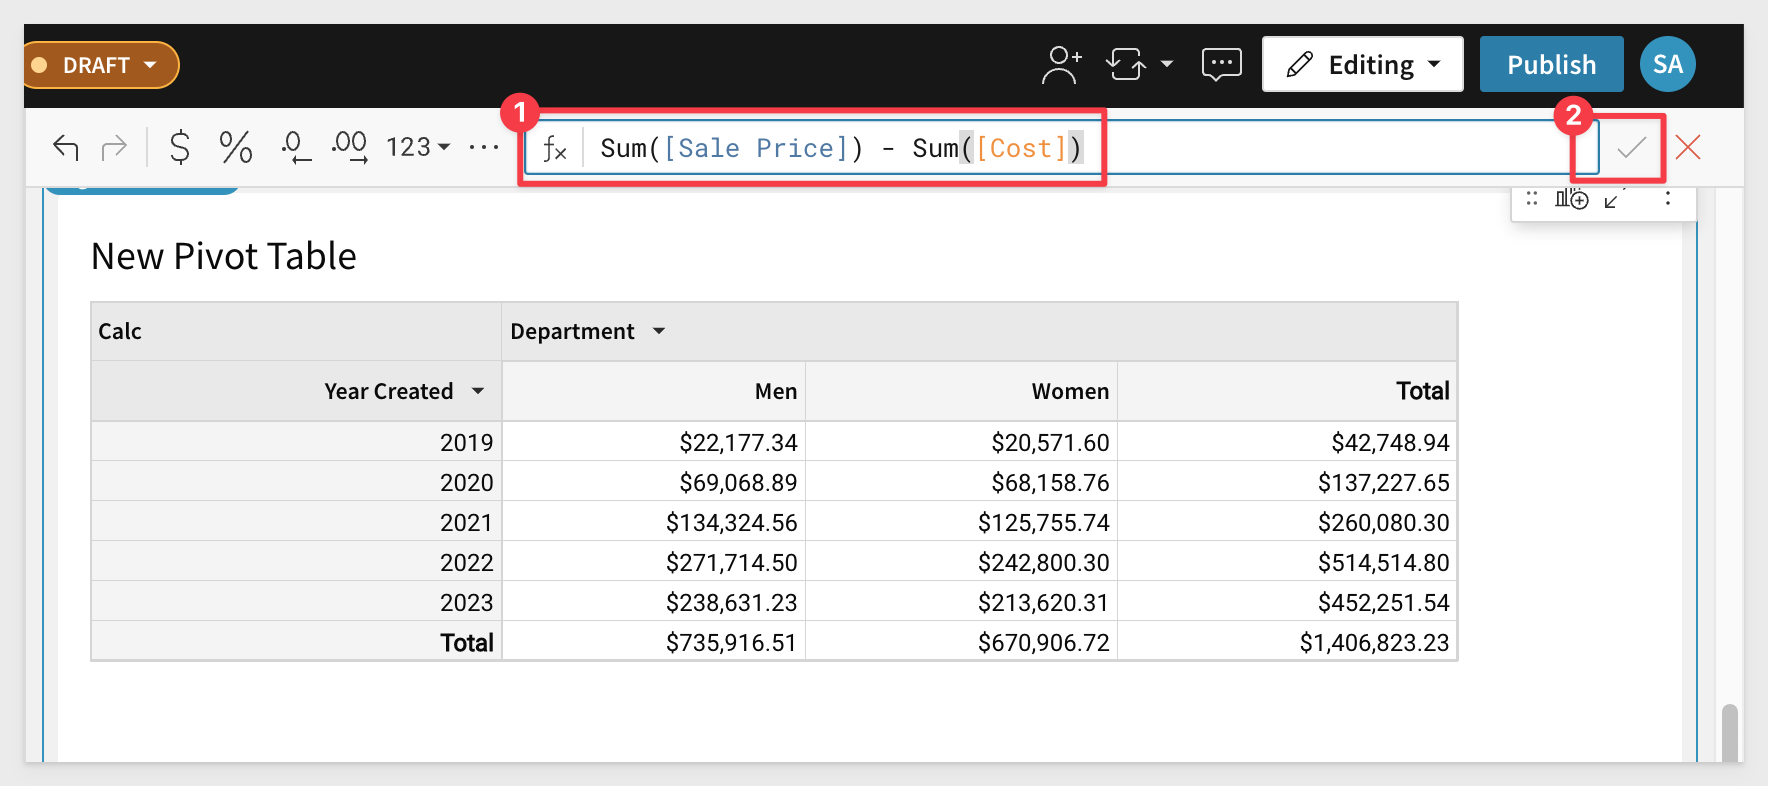 DRAFT Editing Publish SA
1 2
$ % .0 .00 123 ... fx Sum([Sale Price]) - Sum([Cost])
New Pivot Table
Calc Department
Year Created Men Women Total
2019 $22,177.34 $20,571.60 $42,748.94
2020 $69,068.89 $68,158.76 $137,227.65
2021 $134,324.56 $125,755.74 $260,080.30
2022 $271,714.50 $242,800.30 $514,514.80
2023 $238,631.23 $213,620.31 $452,251.54
Total $735,916.51 $670,906.72 $1,406,823.23